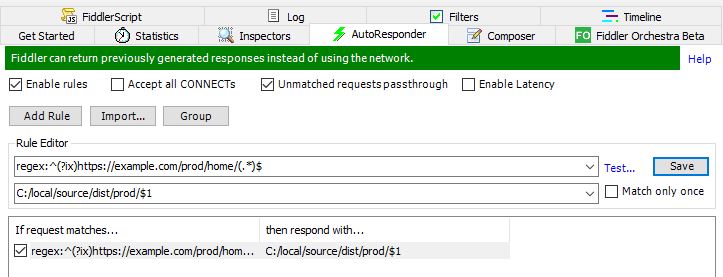 FiddlerScript Log Filters Timeline
Get Started Statistics Inspectors AutoResponder Composer FO Fiddler Orchestra Beta
Fiddler can return previously generated responses instead of using the network. Help
Enable rules Accept all CONNECTs Unmatched requests passthrough Enable Latency
Add Rule Import... Group
Rule Editor
regex:^(?ix)https://example.com/prod/home/(.*)$ Test... Save
C:/local/source/dist/prod/$1 Match only once
If request matches... then respond with...
regex:^(?ix)https://example.com/prod/hom... C:/local/source/dist/prod/$1